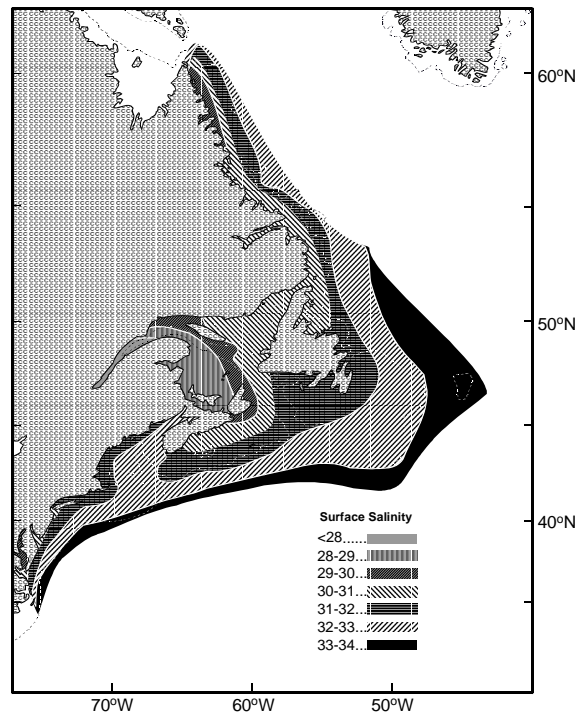 60ºN
50ºN
40ºN
Surface Salinity
<28......
28-29...
29-30...
30-31...
31-32...
32-33...
33-34...
70ºW
60ºW
50ºW